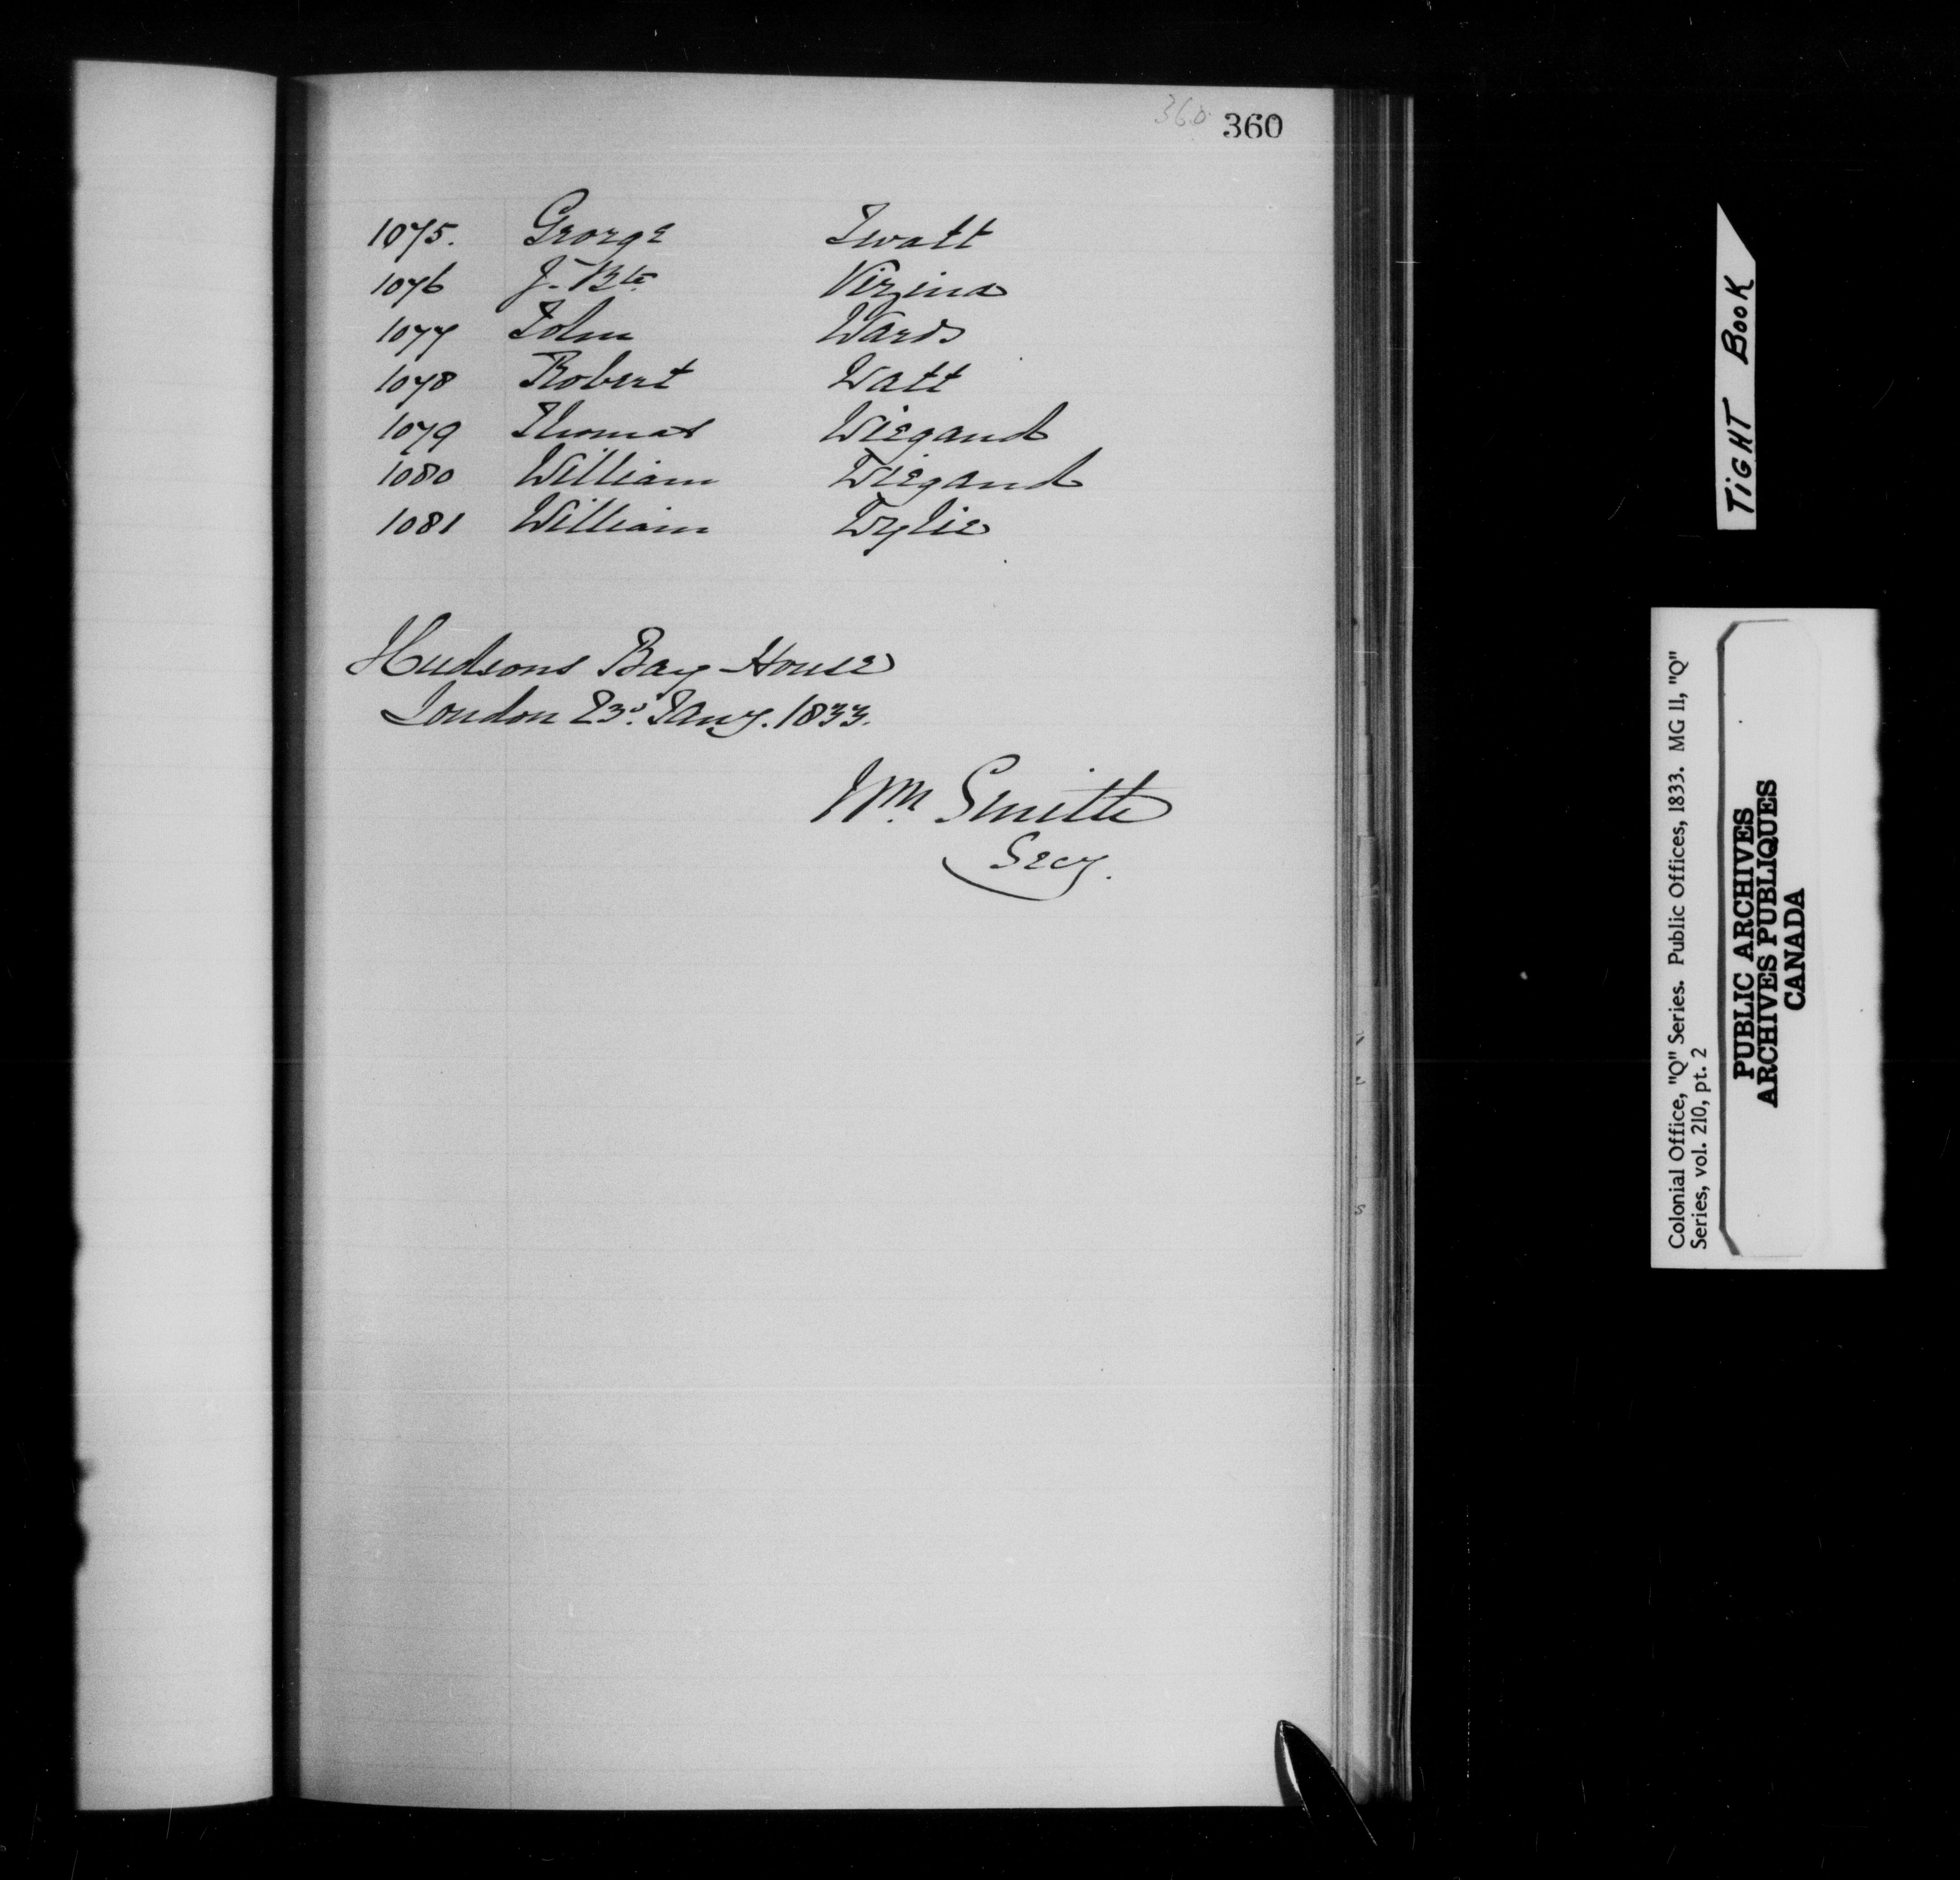 360 360
1075. George Twatt
1076 J. Bte Virzina
1077 John Wards
1078 Robert Watt
1079 Thomas Wiegand
1080 William Wiegand
1081 William Wylie
Hudsons Bay House
London 23d. Jany. 1833.
Wm. Smith
Secy.
TIGHT BOOK
Colonial Office, "Q" Series. Public Offices, 1833. MG 11, "Q"
Series, vol. 210, pt. 2
PUBLIC ARCHIVES
ARCHIVES PUBLIQUES
CANADA